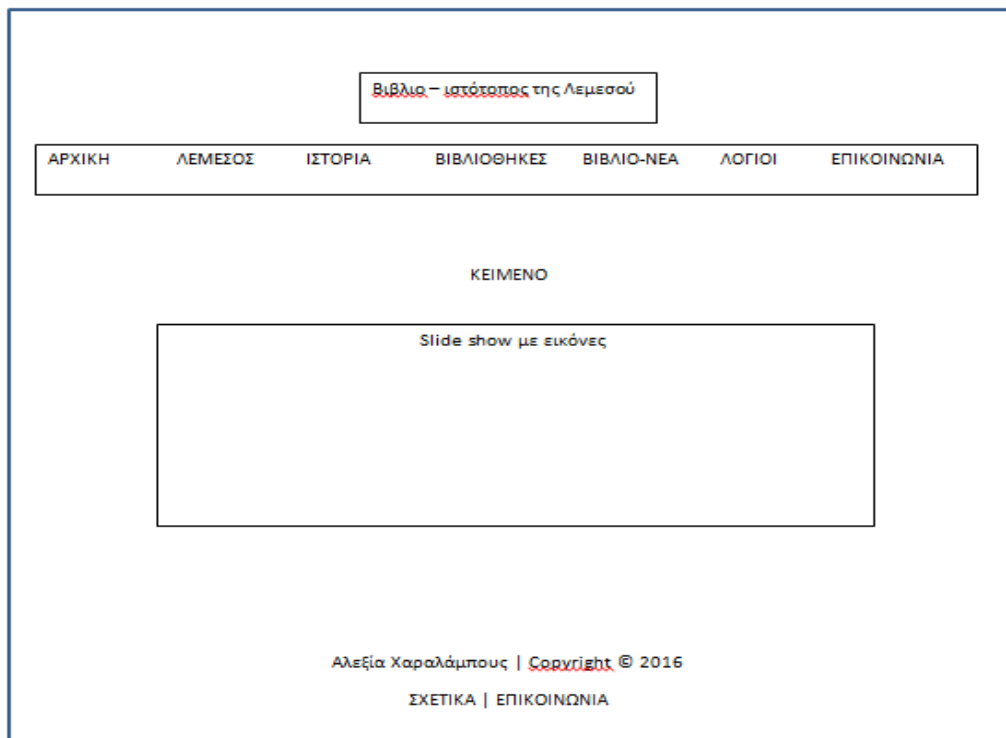 Βιβλιο – ιστότοπος της Λεμεσού
ΑΡΧΙΚΗ ΛΕΜΕΣΟΣ ΙΣΤΟΡΙΑ ΒΙΒΛΙΟΘΗΚΕΣ ΒΙΒΛΙΟ-ΝΕΑ ΛΟΓΙΟΙ ΕΠΙΚΟΙΝΩΝΙΑ
ΚΕΙΜΕΝΟ
Slide show με εικόνες
Αλεξία Χαραλάμπους | Copyright © 2016
ΣΧΕΤΙΚΑ | ΕΠΙΚΟΙΝΩΝΙΑ